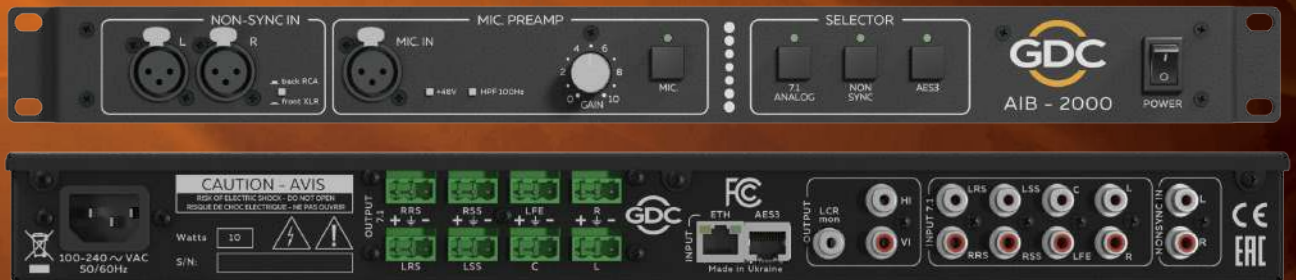 NON-SYNC IN
L R
back RCA
front XLR
MIC. PREAMP
MIC. IN
+48V HPF 100Hz
0 2 4 6 8 10
GAIN
MIC.
SELECTOR
7.1 ANALOG
NON SYNC
AES3
GDC
AIB - 2000
I
O
POWER
100-240 ~ VAC
50/60Hz
CAUTION - AVIS
RISK OF ELECTRIC SHOCK - DO NOT OPEN
RISQUE DE CHOC ELECTRIQUE - NE PAS OUVRIR
Watts 10
S/N:
OUTPUT 7.1
RRS RSS LFE R
+ - + - + - + -
LRS LSS C L
GDC
FC
INPUT
ETH AES3
Made in Ukraine
OUTPUT
LCR mon
HI
VI
INPUT 7.1
LRS LSS C L
RRS RSS LFE R
NONSYNC IN
L
R
CE
EAC